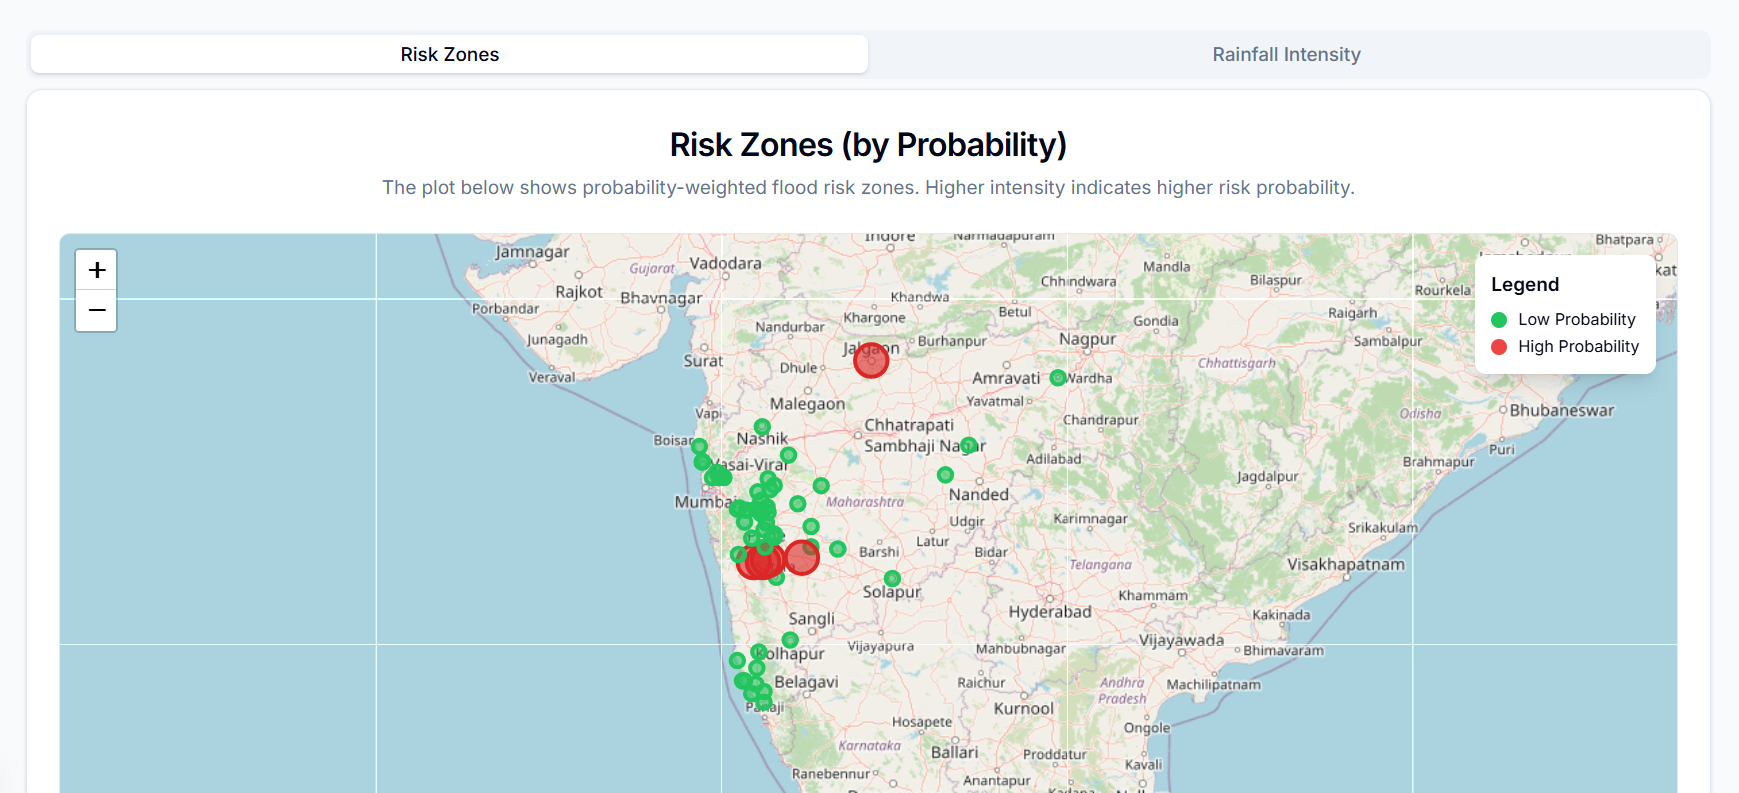 Risk Zones
Rainfall Intensity
Risk Zones (by Probability)
The plot below shows probability-weighted flood risk zones. Higher intensity indicates higher risk probability.
+
−
Legend
Low Probability
High Probability
Indore
Narmadapuram
Bhatpara
Jamnagar
Gujarat
Vadodara
Mandla
Chhindwara
Bilaspur
Rourkela
Rajkot
Bhavnagar
Khandwa
Porbandar
Khargone
Betul
Gondia
Raigarh
Junagadh
Nandurbar
Burhanpur
Nagpur
Sambalpur
Surat
Jalgaon
Dhule
Chhattisgarh
Veraval
Amravati
Wardha
Malegaon
Yavatmal
Vapi
Chandrapur
Odisha
Bhubaneswar
Boisar
Nashik
Chhatrapati
Sambhaji Nagar
Puri
Vasai-Virar
Adilabad
Brahmapur
Jagdalpur
Mumbai
Maharashtra
Nanded
Udgir
Karimnagar
Srikakulam
Latur
Barshi
Bidar
Telangana
Visakhapatnam
Solapur
Khammam
Hyderabad
Kakinada
Sangli
Vijayawada
Kolhapur
Vijayapura
Mahbubnagar
Bhimavaram
Belagavi
Raichur
Andhra
Pradesh
Machilipatnam
Panaji
Kurnool
Hosapete
Ongole
Karnataka
Ballari
Proddatur
Kavali
Ranebennur
Anantapur